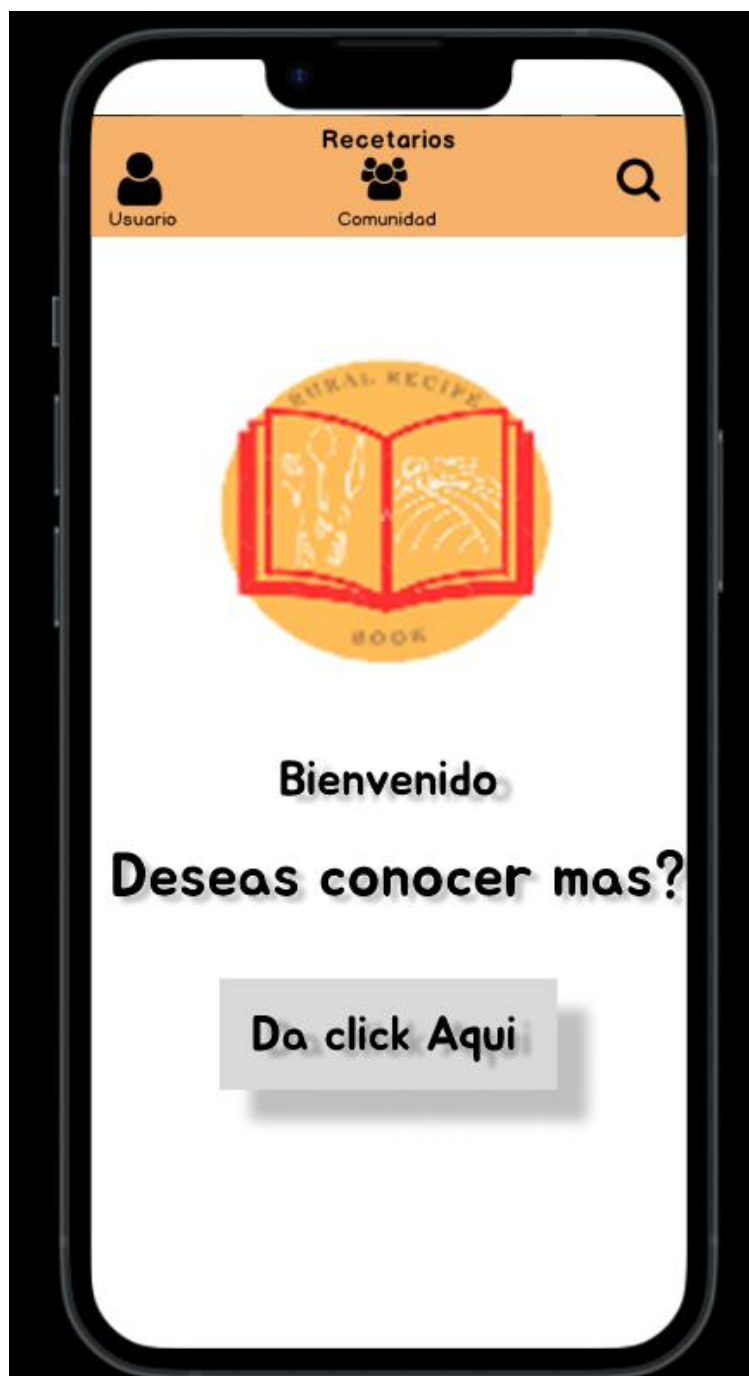 Recetarios
Usuario
Comunidad
RURAL RECIPE
BOOK
Bienvenido
Deseas conocer mas?
Da click Aqui